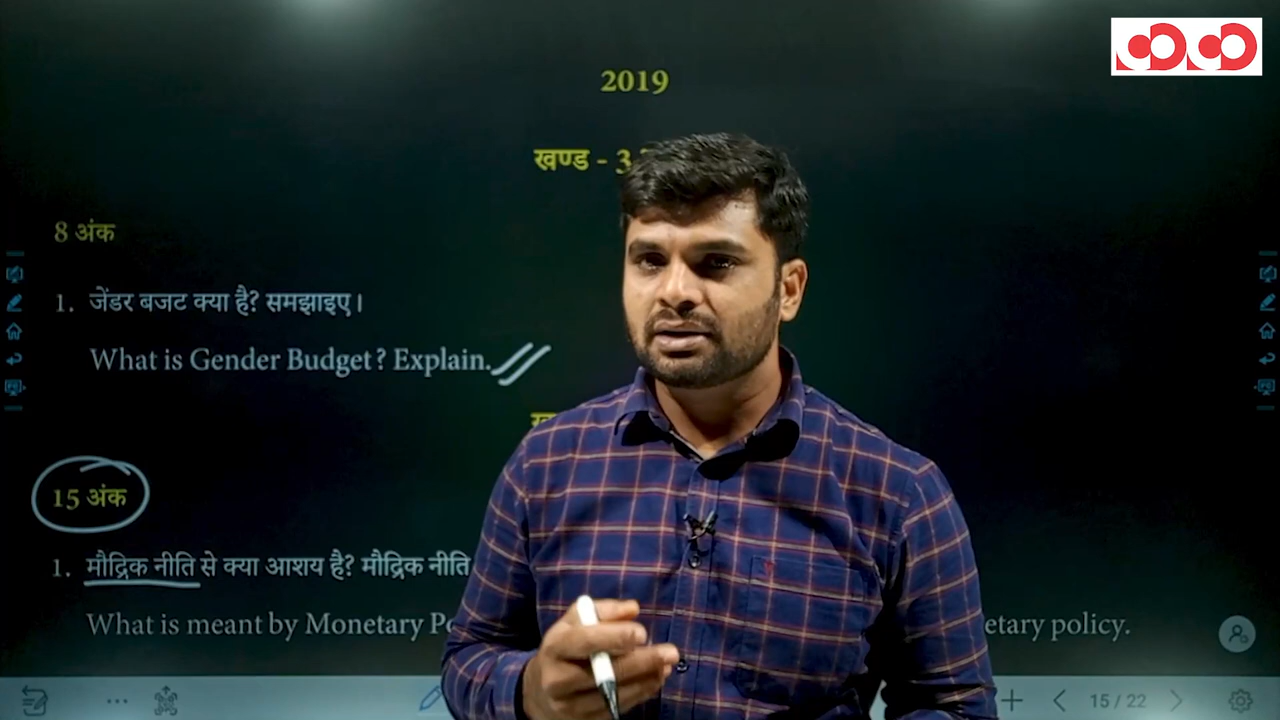 2019
खण्ड - 3
8 अंक
1. जेंडर बजट क्या है? समझाइए।
What is Gender Budget? Explain.
15 अंक
1. मौद्रिक नीति से क्या आशय है? मौद्रिक नीति
What is meant by Monetary etary policy.
15 / 22